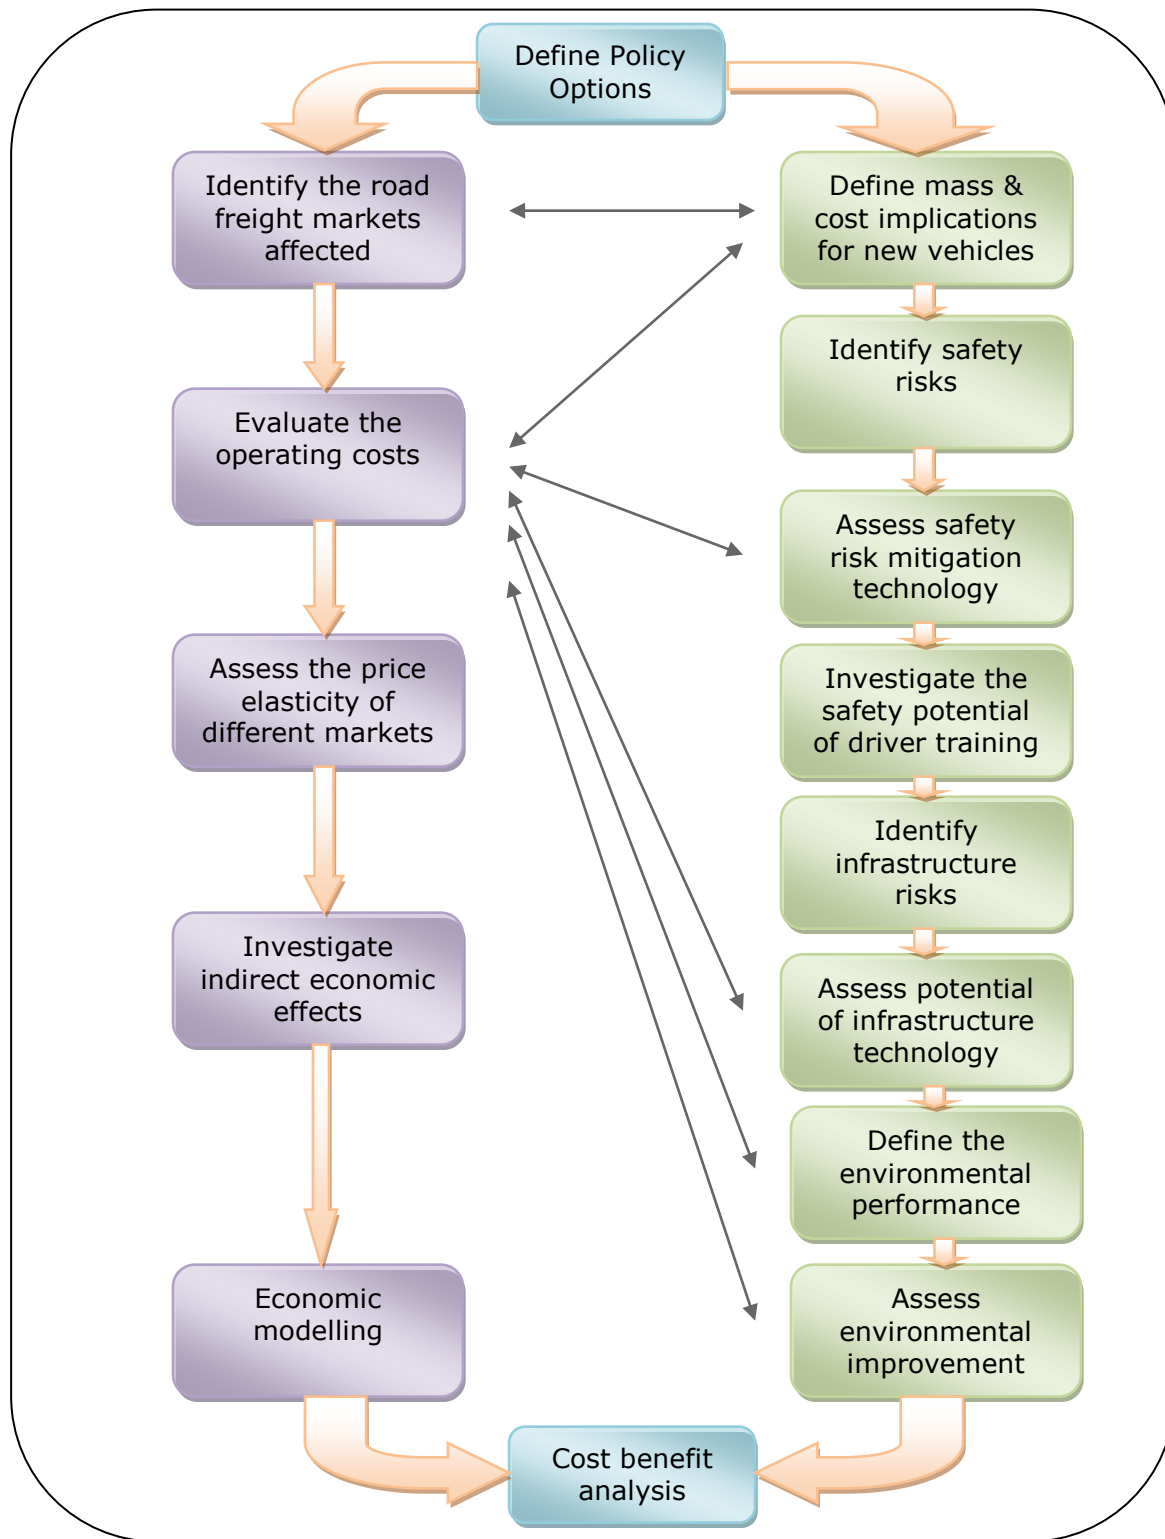 Define Policy
Options
Identify the road
freight markets
affected
Evaluate the
operating costs
Assess the price
elasticity of
different markets
Investigate
indirect economic
effects
Economic
modelling
Define mass &
cost implications
for new vehicles
Identify safety
risks
Assess safety
risk mitigation
technology
Investigate the
safety potential
of driver training
Identify
infrastructure
risks
Assess potential
of infrastructure
technology
Define the
environmental
performance
Assess
environmental
improvement
Cost benefit
analysis